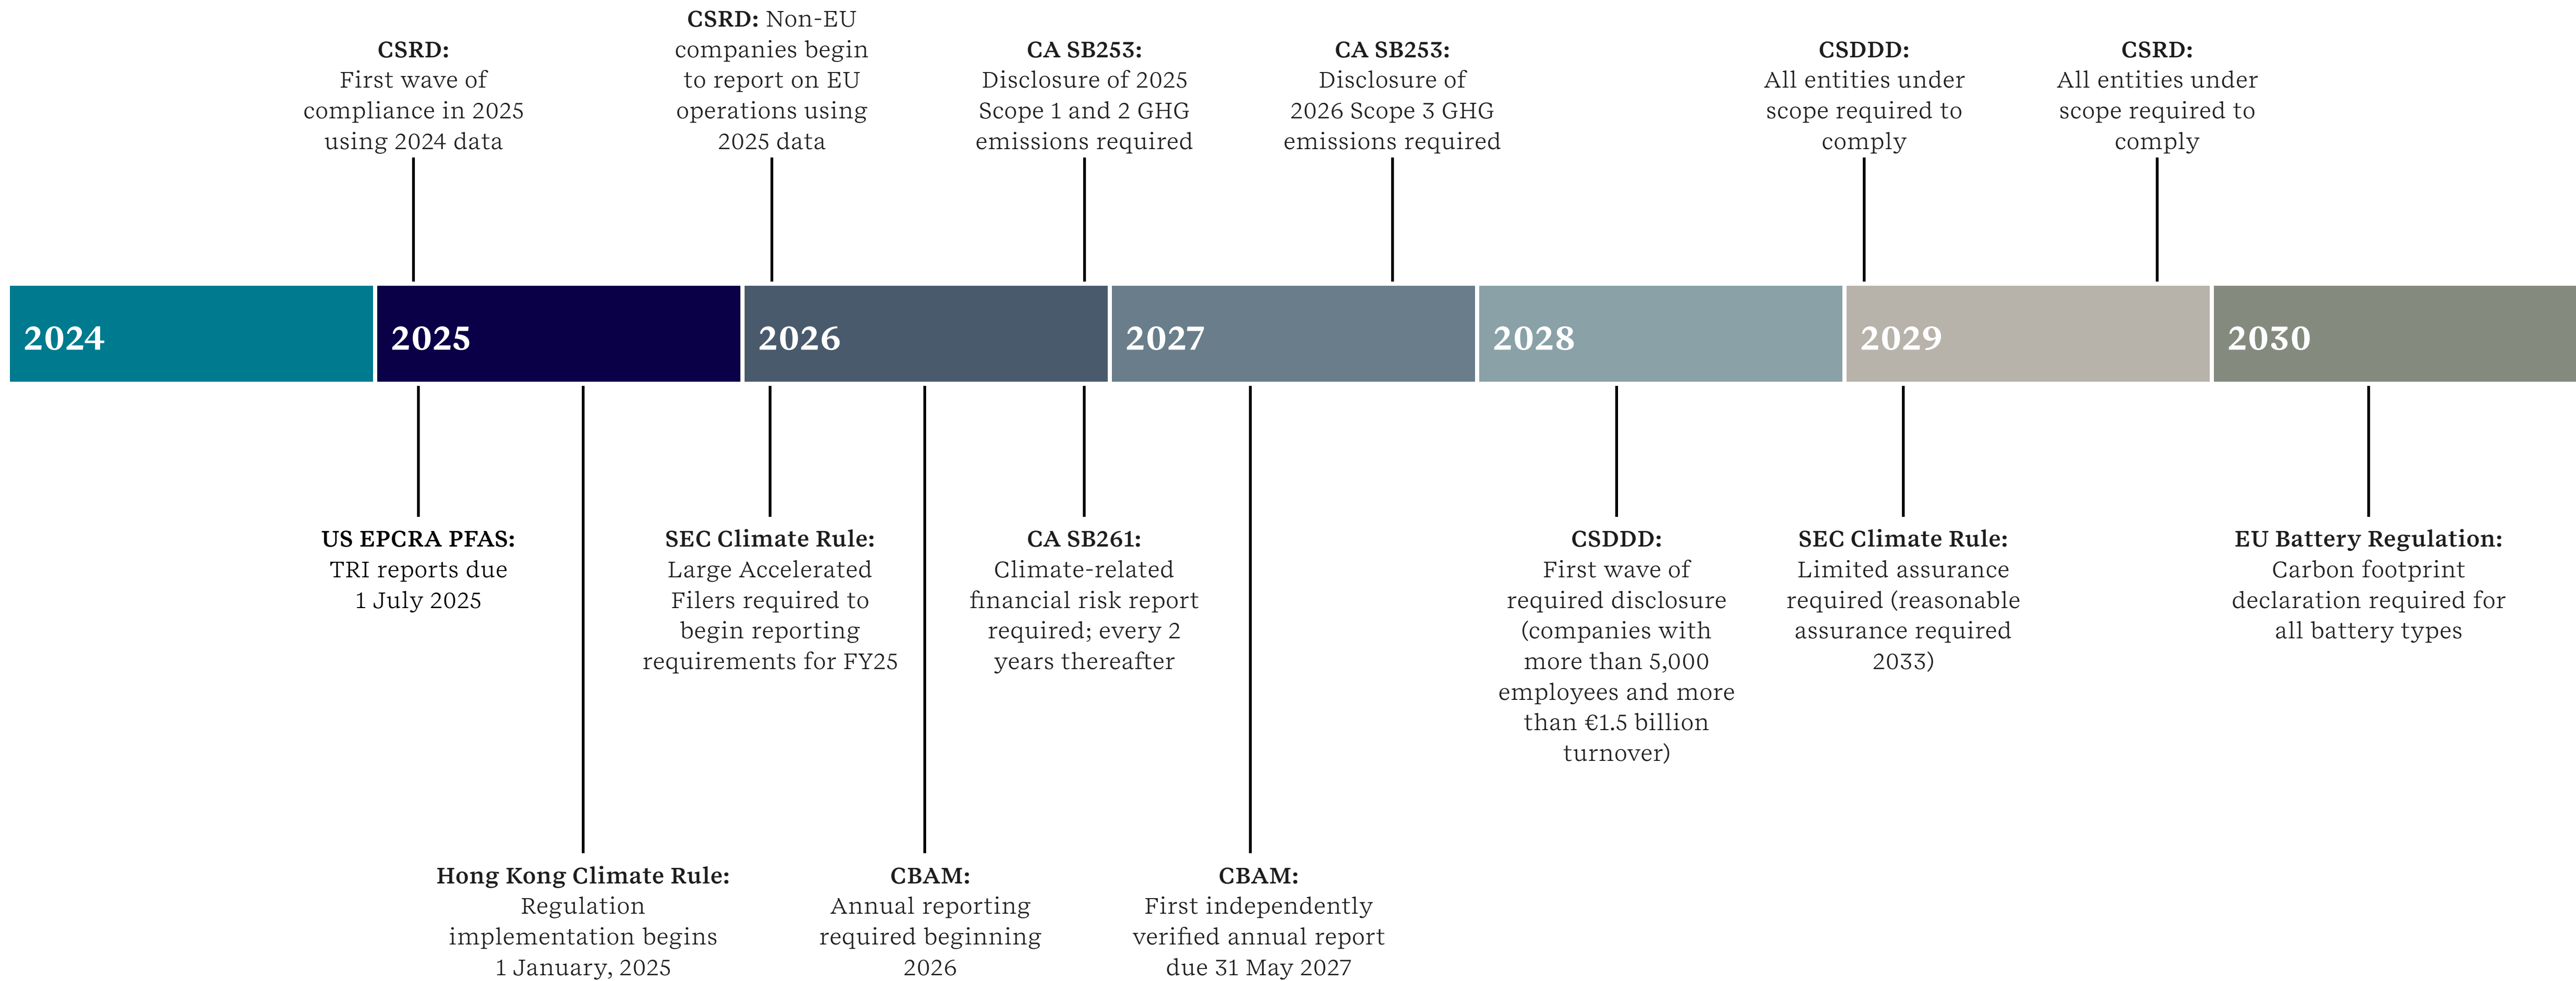 CSRD:
First wave of
compliance in 2025
using 2024 data
CSRD: Non-EU
companies begin
to report on EU
operations using
2025 data
CA SB253:
Disclosure of 2025
Scope 1 and 2 GHG
emissions required
CA SB253:
Disclosure of
2026 Scope 3 GHG
emissions required
CSDDD:
All entities under
scope required to
comply
CSRD:
All entities under
scope required to
comply
2024
2025
2026
2027
2028
2029
2030
US EPCRA PFAS:
TRI reports due
1 July 2025
SEC Climate Rule:
Large Accelerated
Filers required to
begin reporting
requirements for FY25
CA SB261:
Climate-related
financial risk report
required; every 2
years thereafter
CSDDD:
First wave of
required disclosure
(companies with
more than 5,000
employees and more
than €1.5 billion
turnover)
SEC Climate Rule:
Limited assurance
required (reasonable
assurance required
2033)
EU Battery Regulation:
Carbon footprint
declaration required for
all battery types
Hong Kong Climate Rule:
Regulation
implementation begins
1 January, 2025
CBAM:
Annual reporting
required beginning
2026
CBAM:
First independently
verified annual report
due 31 May 2027